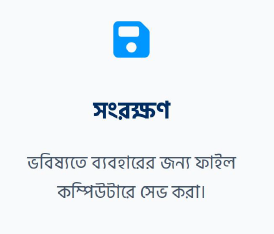 সংরক্ষণ
ভবিষ্যতে ব্যবহারের জন্য ফাইল
কম্পিউটারে সেভ করা।